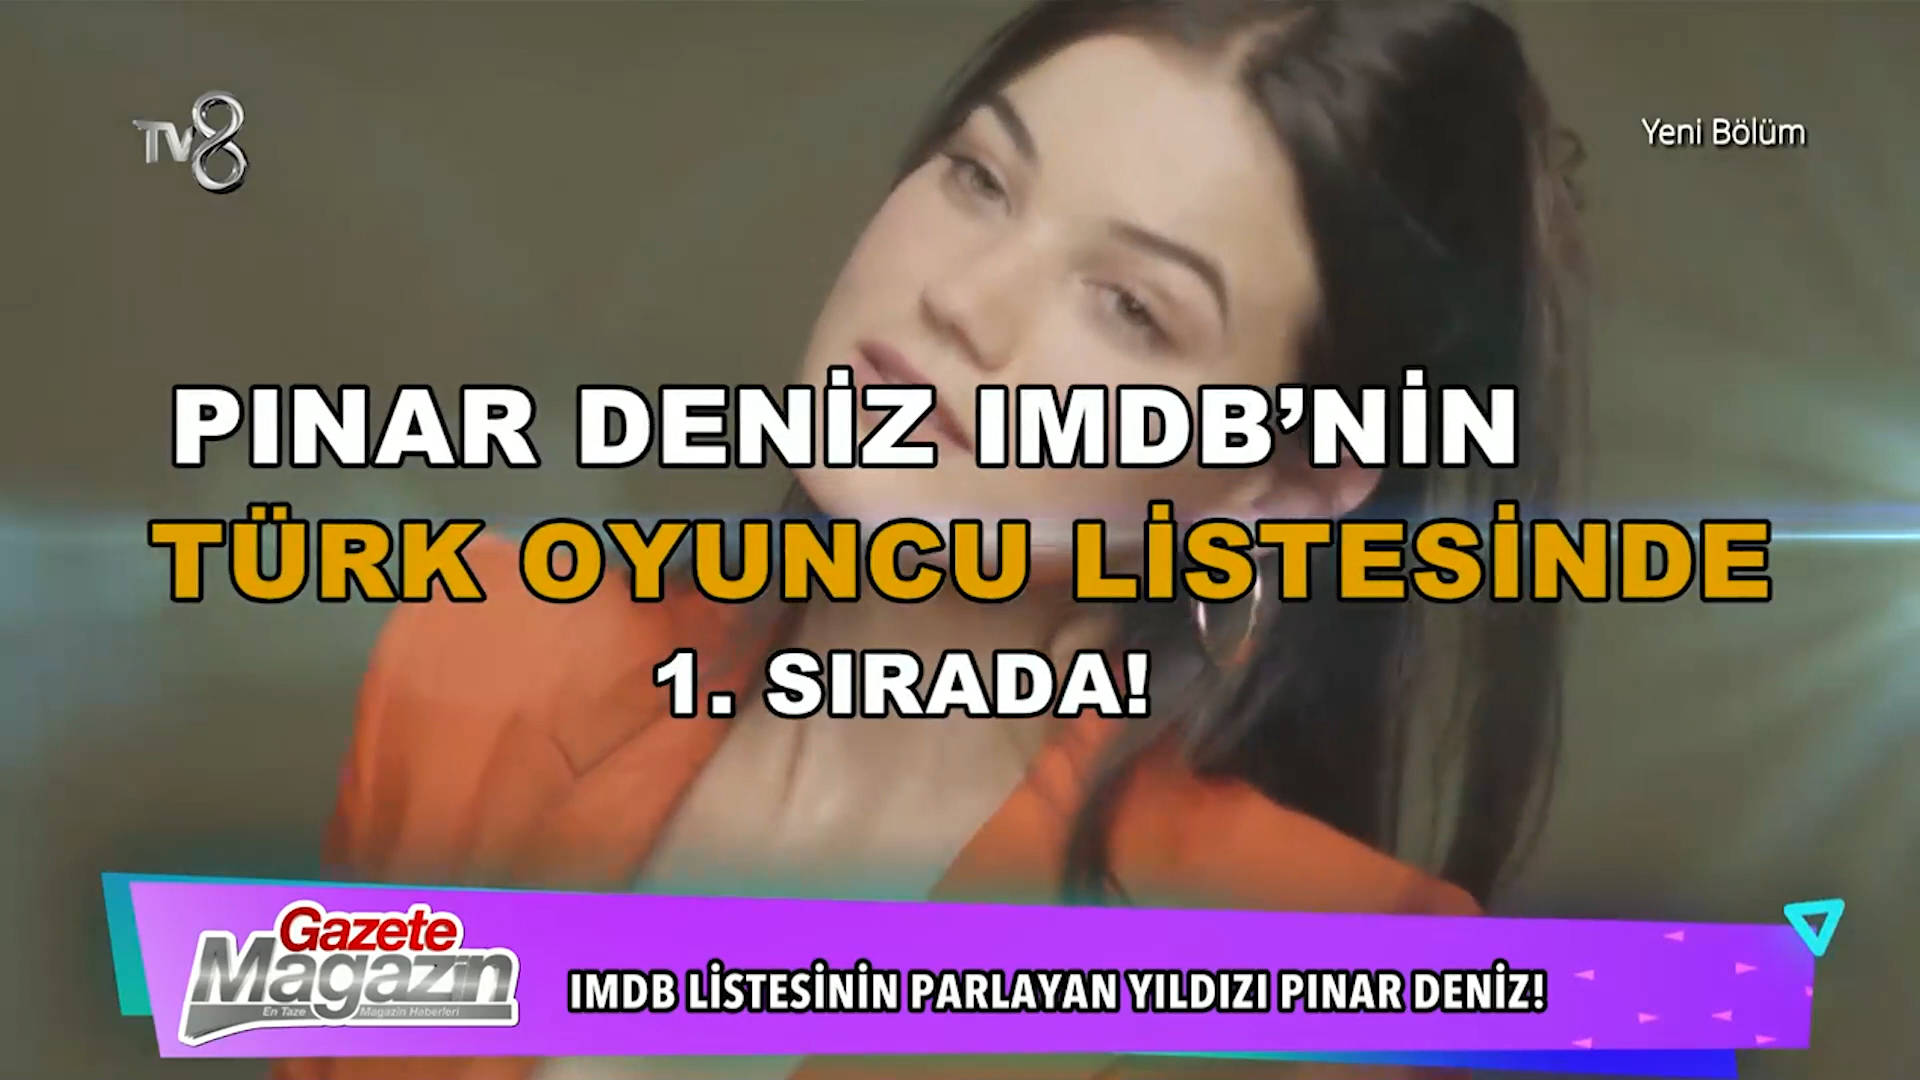 TV8
Yeni Bölüm
PINAR DENİZ IMDB’NİN
TÜRK OYUNCU LİSTESİNDE
1. SIRADA!
Gazete
Magazin
En Taze Magazin Haberleri
IMDB LİSTESİNİN PARLAYAN YILDIZI PINAR DENİZ!